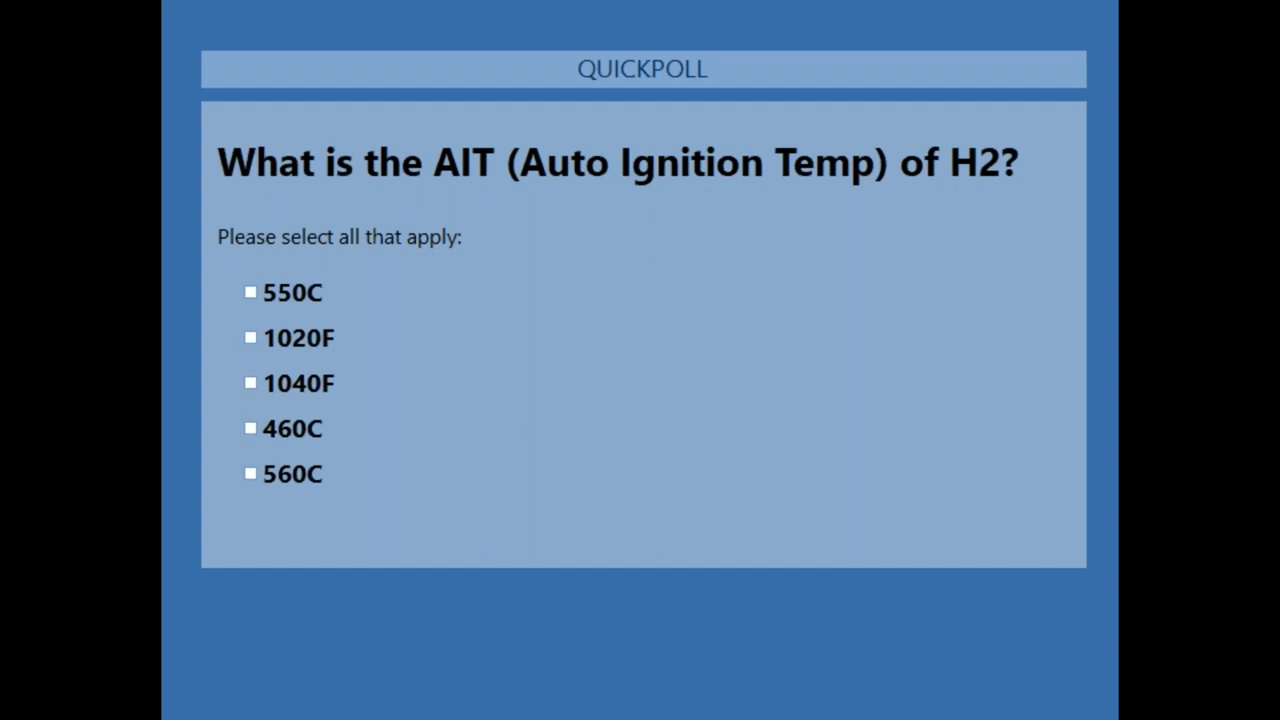 QUICKPOLL
What is the AIT (Auto Ignition Temp) of H2?
Please select all that apply:
550C
1020F
1040F
460C
560C